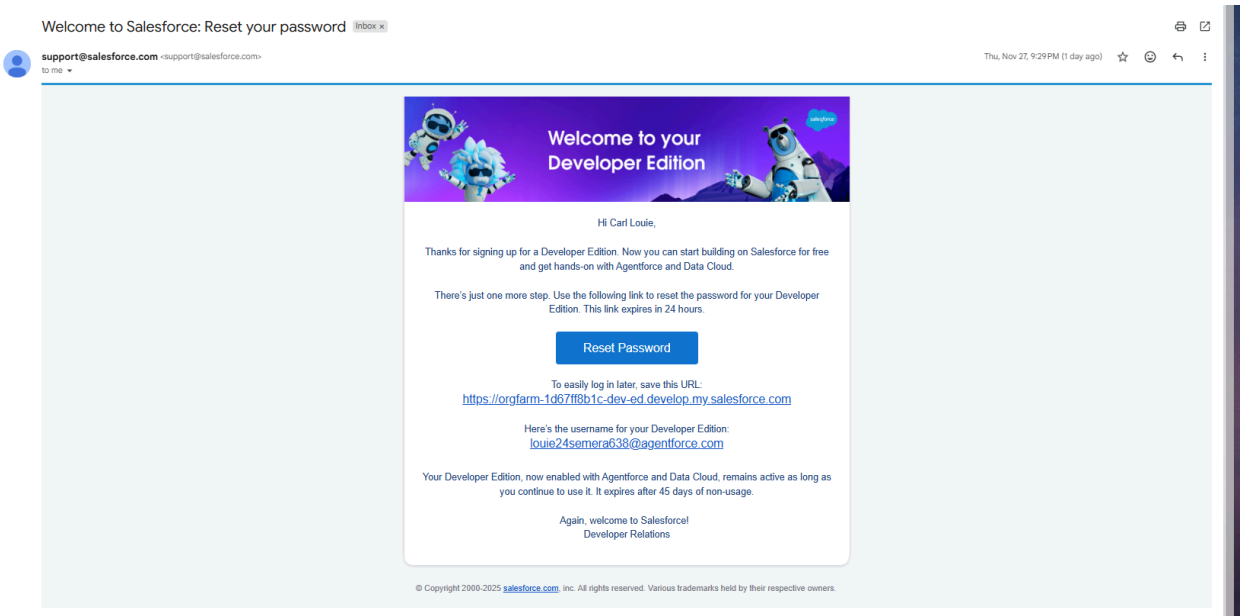 Welcome to Salesforce: Reset your password Inbox x
support@salesforce.com <support@salesforce.com>
Thu, Nov 27, 9:29 PM (1 day ago)
to me
salesforce
Welcome to your
Developer Edition
Hi Carl Louie,
Thanks for signing up for a Developer Edition. Now you can start building on Salesforce for free
and get hands-on with Agentforce and Data Cloud.
There's just one more step. Use the following link to reset the password for your Developer
Edition. This link expires in 24 hours.
Reset Password
To easily log in later, save this URL:
https://orgfarm-1d67ff8b1c-dev-ed.develop.my.salesforce.com
Here's the username for your Developer Edition:
louie24semera638@agentforce.com
Your Developer Edition, now enabled with Agentforce and Data Cloud, remains active as long as
you continue to use it. It expires after 45 days of non-usage.
Again, welcome to Salesforce!
Developer Relations
© Copyright 2000-2025 salesforce.com, inc. All rights reserved. Various trademarks held by their respective owners.